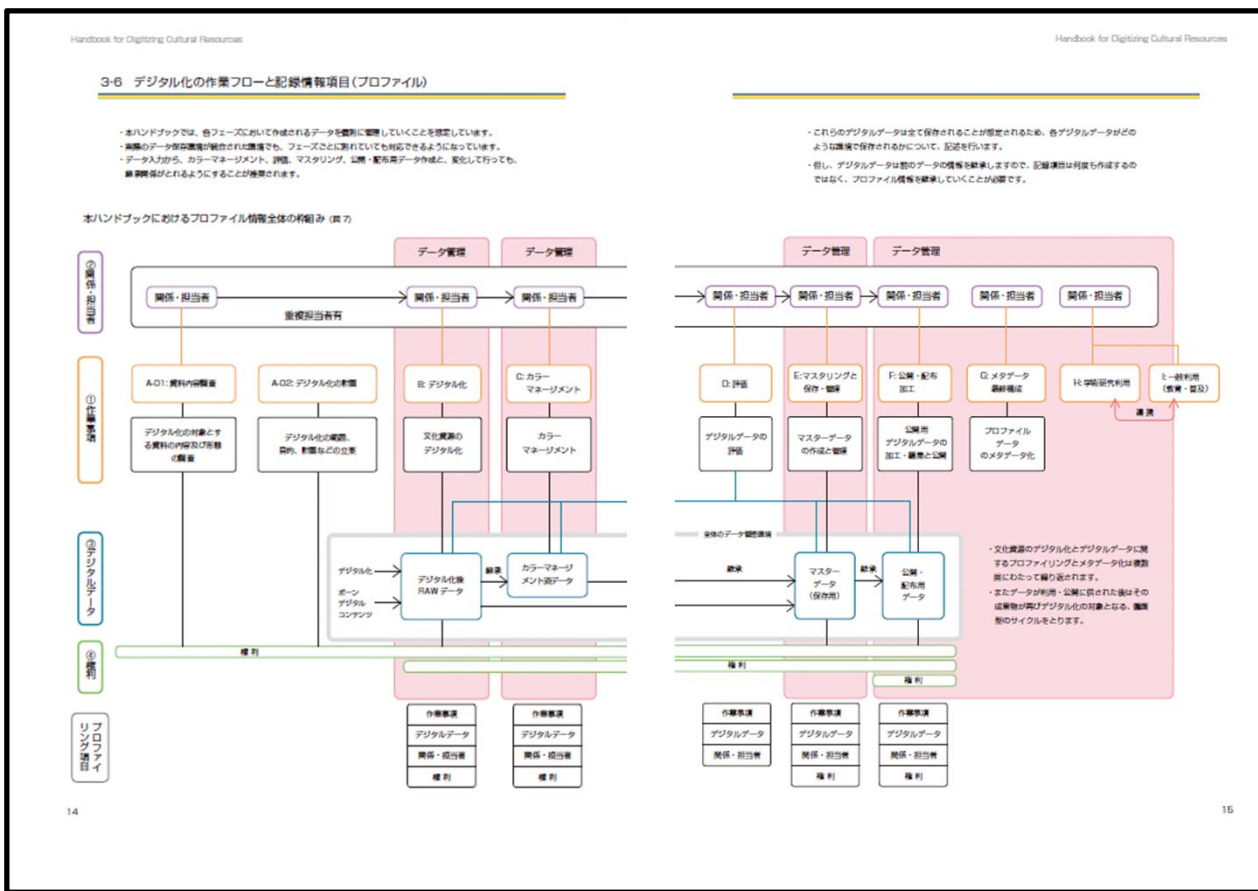 Handbook for Digitizing Cultural Resources
3-6 デジタル化の作業フローと記録情報項目(プロファイル)
・本ハンドブックでは、各フェーズにおいて作成されるデータを個別に管理していくことを想定しています。
・実際のデータ保存環境が統合された環境でも、フェーズごとに別れていても対応できるようになっています。
・データ入力から、カラーマネージメント、評価、マスタリング、公開・配布用データ作成と、変化して行っても、
継承関係がとれるようにすることが推奨されます。
本ハンドブックにおけるプロファイル情報全体の枠組み (図7)
データ管理
データ管理
②関係・担当者
関係・担当者
関係・担当者
関係・担当者
重複担当者有
①作業事項
A-01: 資料内容調査
A-02: デジタル化の計画
B: デジタル化
C: カラー
マネージメント
デジタル化の対象とす
る資料の内容及び形態
の調査
デジタル化の範囲、
目的、計画などの立案
文化資源の
デジタル化
カラー
マネージメント
③デジタルデータ
デジタル化
ボーン
デジタル
コンテンツ
デジタル化後
RAW データ
継承
カラーマネージ
メント済データ
④権利
権利
プロファイ
リング項目
作業事項
デジタルデータ
関係・担当者
権利
作業事項
デジタルデータ
関係・担当者
権利
14
Handbook for Digitizing Cultural Resources
・これらのデジタルデータは全て保存されることが想定されるため、各デジタルデータがどの
ような環境で保存されるかについて、記述を行います。
・但し、デジタルデータは前のデータの情報を継承しますので、記録項目は何度も作成するの
ではなく、プロファイル情報を継承していくことが必要です。
データ管理
データ管理
関係・担当者
関係・担当者
関係・担当者
関係・担当者
関係・担当者
D: 評価
E: マスタリングと
保存・管理
F: 公開・配布
加工
G: メタデータ
最終構成
H: 学術研究利用
I: 一般利用
(教育・普及)
連携
デジタルデータの
評価
マスターデータ
の作成と管理
公開用
デジタルデータの
加工・編集と公開
プロファイル
データ
のメタデータ化
全体のデータ管理環境
継承
マスター
データ
(保存用)
継承
公開・
配布用
データ
・文化資源のデジタル化とデジタルデータに関
するプロファイリングとメタデータ化は複数
回にわたって繰り返されます。
・またデータが利用・公開に供された後はその
成果物が再びデジタル化の対象となる、循環
型のサイクルをとります。
権利
権利
作業事項
デジタルデータ
関係・担当者
作業事項
デジタルデータ
関係・担当者
権利
作業事項
デジタルデータ
関係・担当者
権利
15